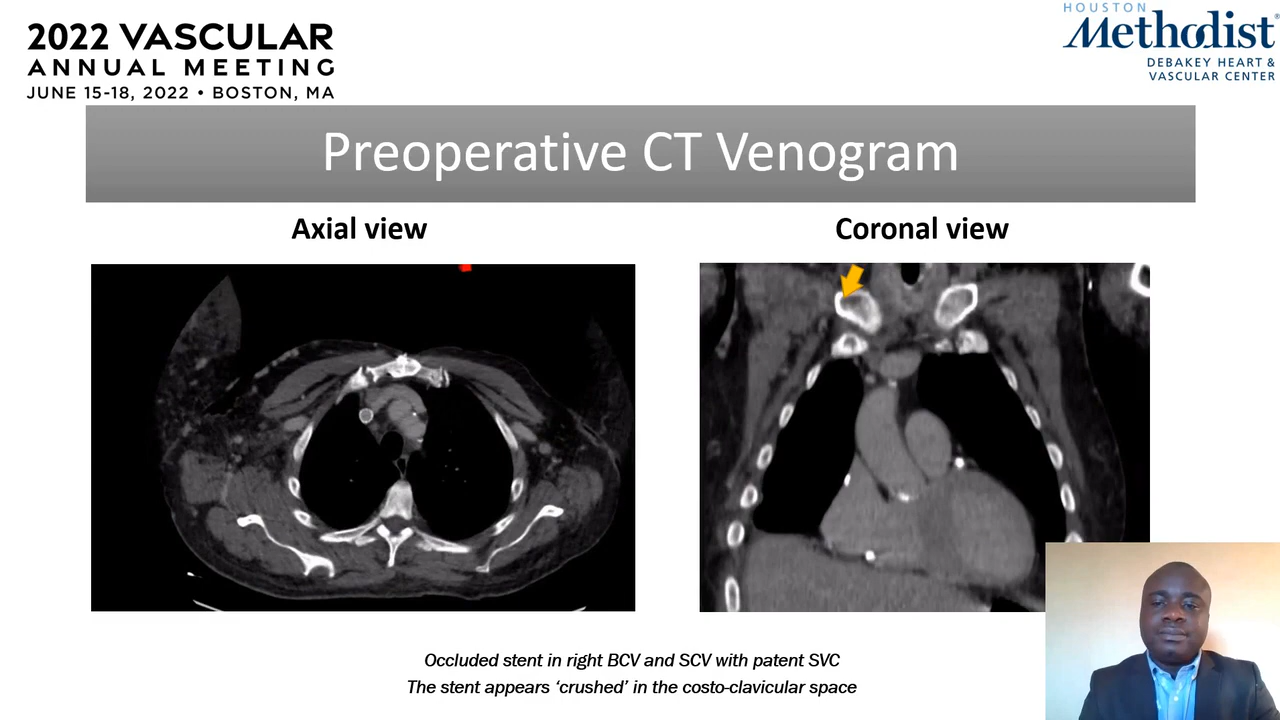 2022 VASCULAR
ANNUAL MEETING
JUNE 15-18, 2022 • BOSTON, MA
HOUSTON
Methodist®
DEBAKEY HEART &
VASCULAR CENTER
Preoperative CT Venogram
Axial view
Coronal view
Occluded stent in right BCV and SCV with patent SVC
The stent appears ‘crushed’ in the costo-clavicular space